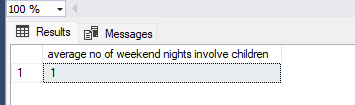 100 %
Results Messages
average no of weekend nights involve children
1 1